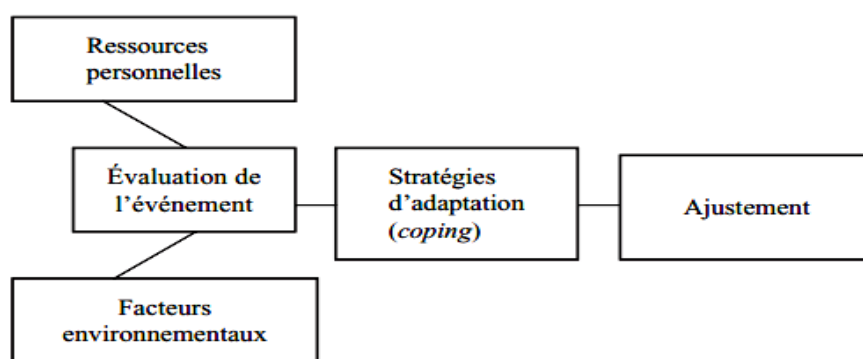 Ressources
personnelles
Évaluation de
l’événement
Stratégies
d’adaptation
(coping)
Ajustement
Facteurs
environnementaux